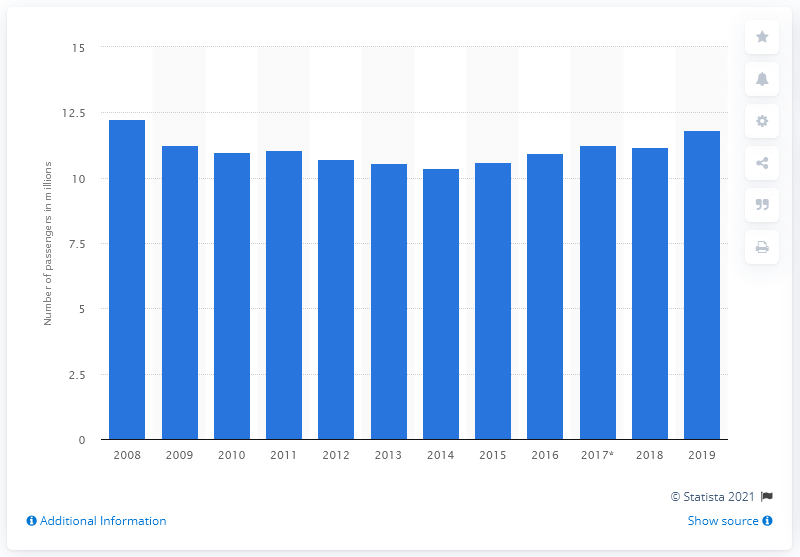 15
12.5
10
7.5
5
2.5
0
Number of passengers in millions
2008 2009 2010 2011 2012 2013 2014 2015 2016 2017* 2018 2019
© Statista 2021
Additional Information Show source